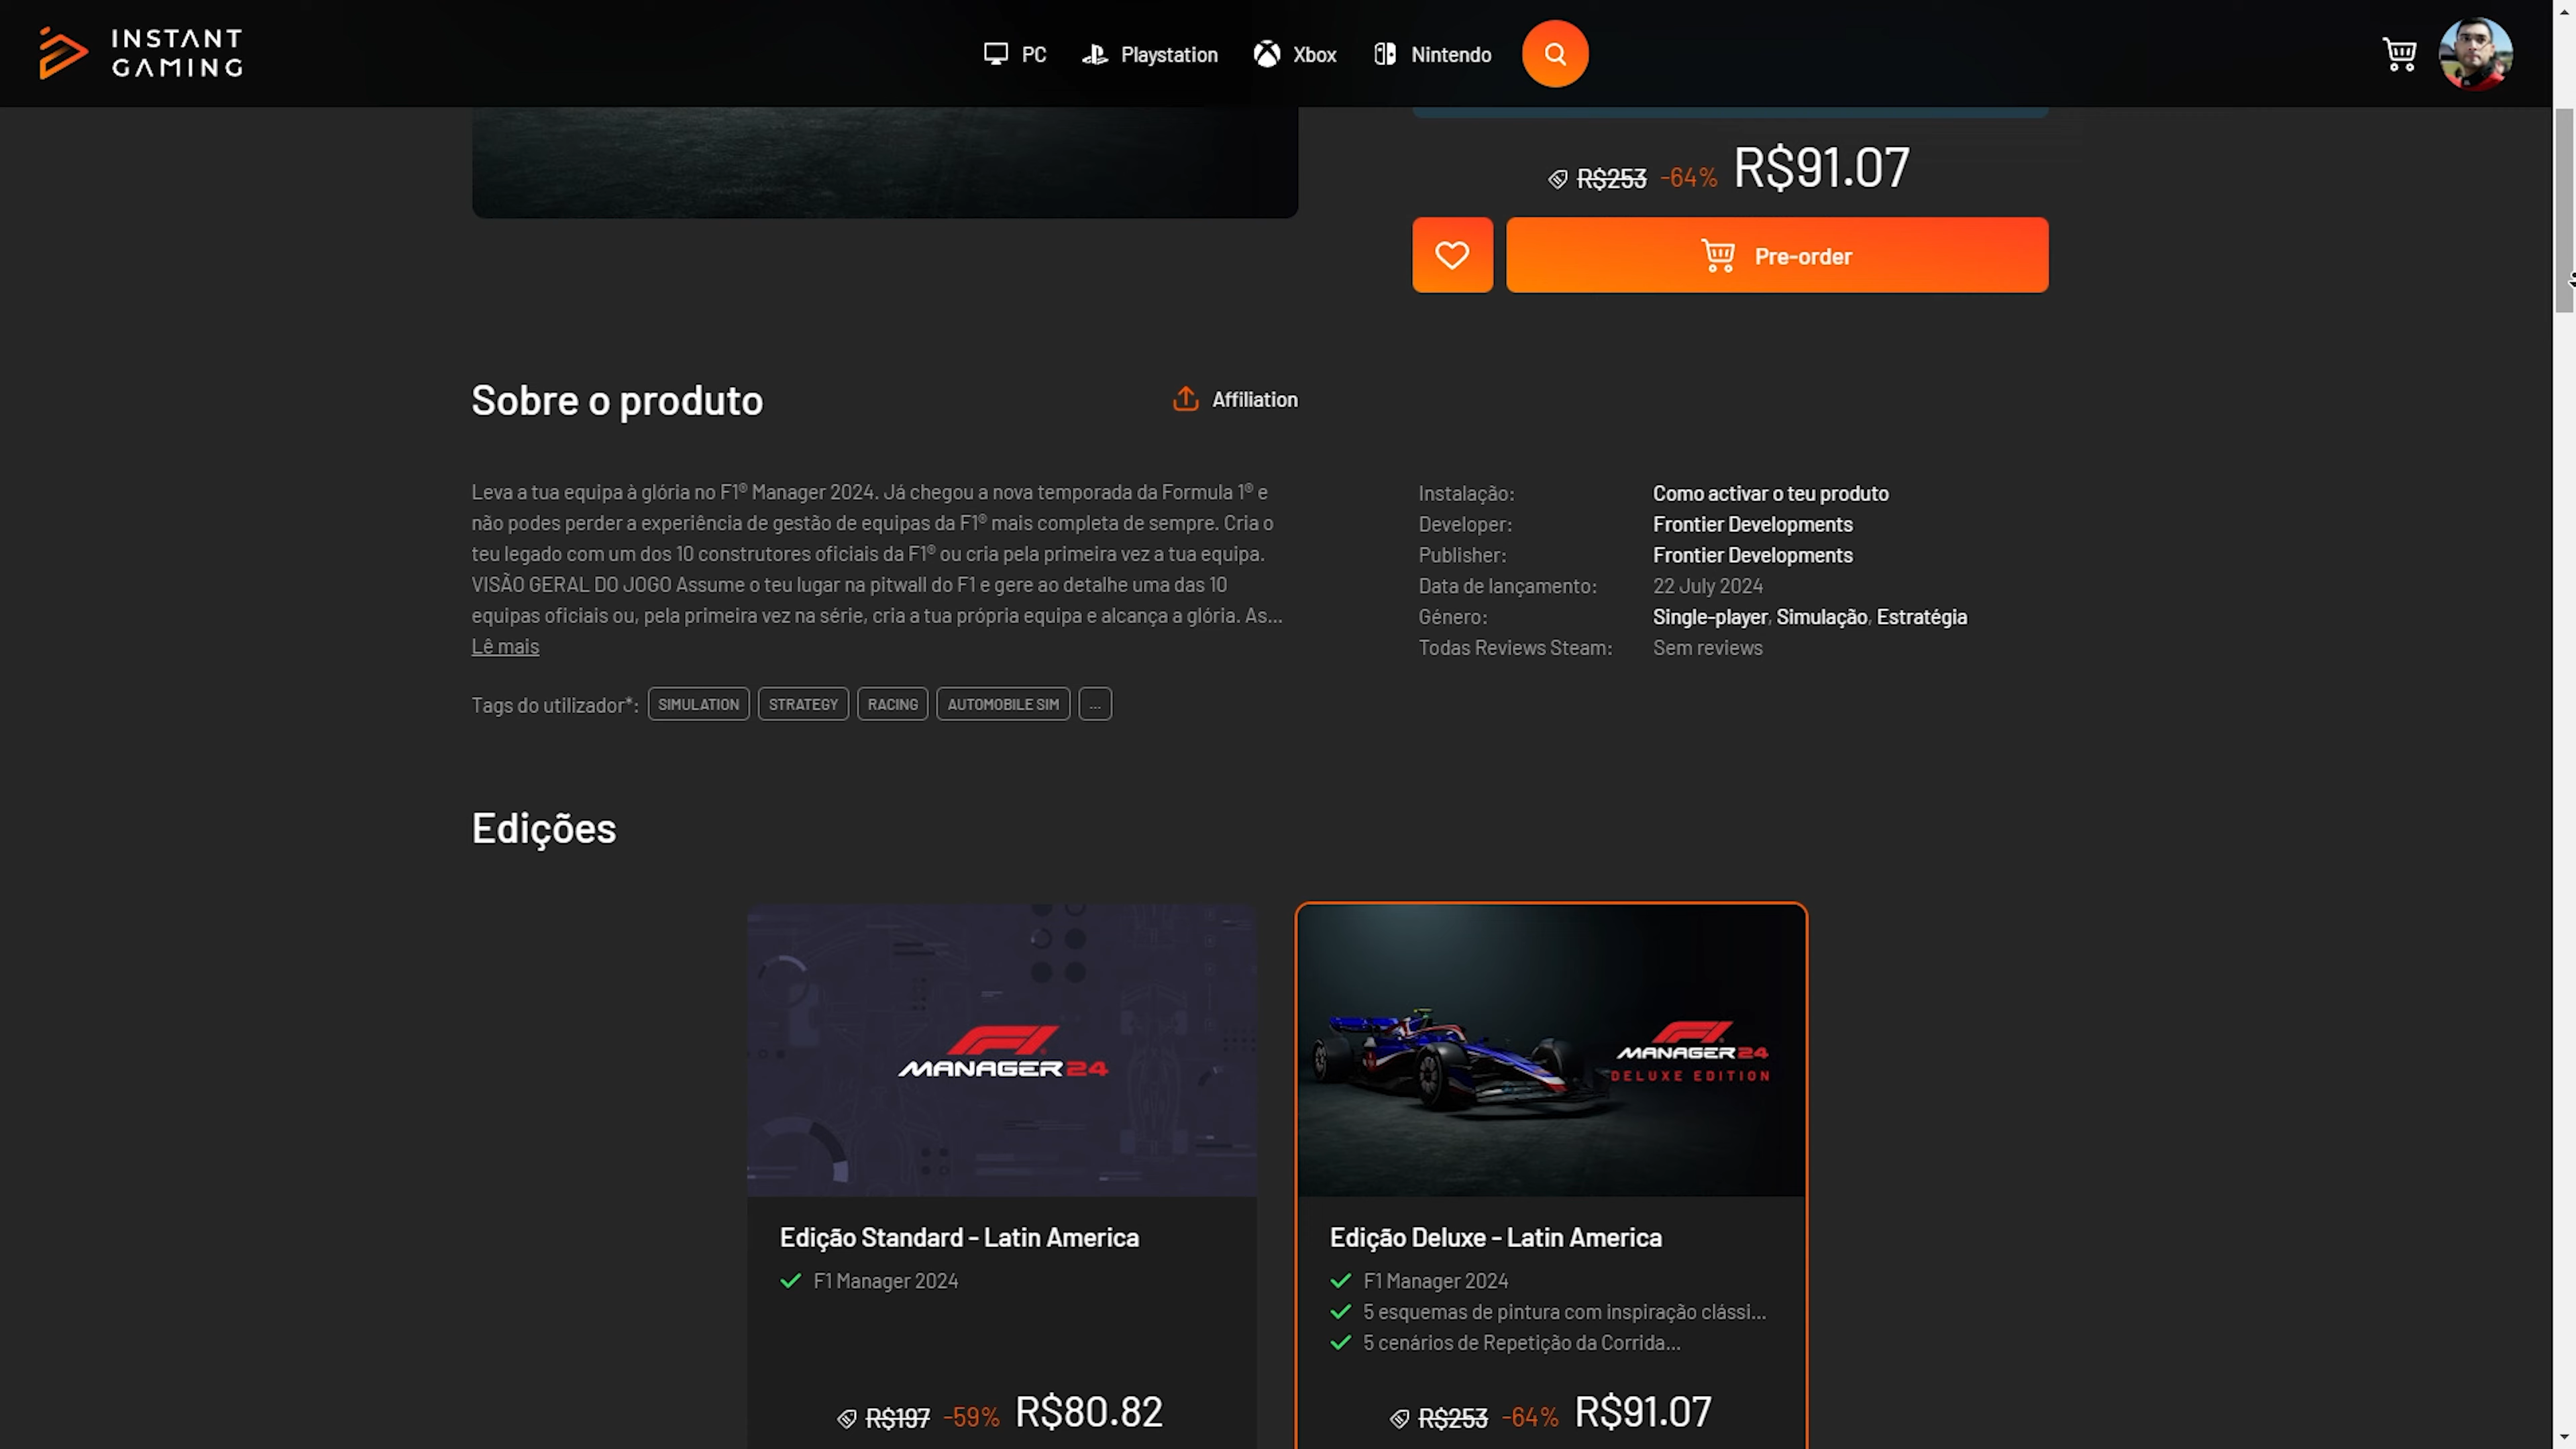 INSTANT
GAMING
PC
Playstation
Xbox
Nintendo
R$253 -64% R$91.07
Pre-order
Sobre o produto
Affiliation
Leva a tua equipa à glória no F1® Manager 2024. Já chegou a nova temporada da Formula 1® e
não podes perder a experiência de gestão de equipas da F1® mais completa de sempre. Cria o
teu legado com um dos 10 construtores oficiais da F1® ou cria pela primeira vez a tua equipa.
VISÃO GERAL DO JOGO Assume o teu lugar na pitwall do F1 e gere ao detalhe uma das 10
equipas oficiais ou, pela primeira vez na série, cria a tua própria equipa e alcança a glória. As...
Lê mais
Tags do utilizador*: SIMULATION STRATEGY RACING AUTOMOBILE SIM ...
Instalação: Como activar o teu produto
Developer: Frontier Developments
Publisher: Frontier Developments
Data de lançamento: 22 July 2024
Género: Single-player, Simulação, Estratégia
Todas Reviews Steam: Sem reviews
Edições
F1
MANAGER 24
Edição Standard - Latin America
F1 Manager 2024
R$197 -59% R$80.82
F1
MANAGER 24
DELUXE EDITION
Edição Deluxe - Latin America
F1 Manager 2024
5 esquemas de pintura com inspiração clássi...
5 cenários de Repetição da Corrida...
R$253 -64% R$91.07